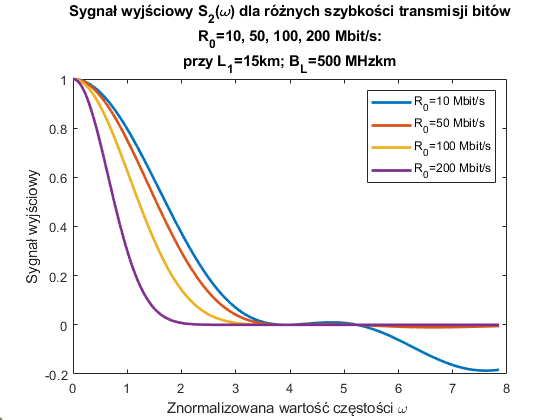 Sygnał wyjściowy S₂(ω) dla różnych szybkości transmisji bitów
R₀=10, 50, 100, 200 Mbit/s:
przy L₁=15km; B_L=500 MHzkm
R₀=10 Mbit/s
R₀=50 Mbit/s
R₀=100 Mbit/s
R₀=200 Mbit/s
Sygnał wyjściowy
1
0.8
0.6
0.4
0.2
0
-0.2
0 1 2 3 4 5 6 7 8
Znormalizowana wartość częstości ω